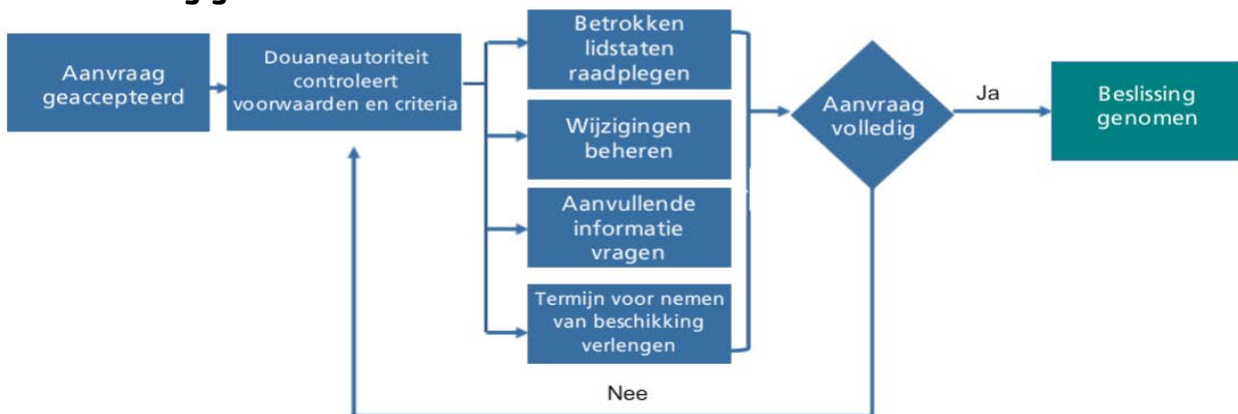 Aanvraag
geaccepteerd
Douaneautoriteit
controleert
voorwaarden en criteria
Betrokken
lidstaten
raadplegen
Wijzigingen
beheren
Aanvullende
informatie
vragen
Termijn voor nemen
van beschikking
verlengen
Aanvraag
volledig
Ja
Beslissing
genomen
Nee